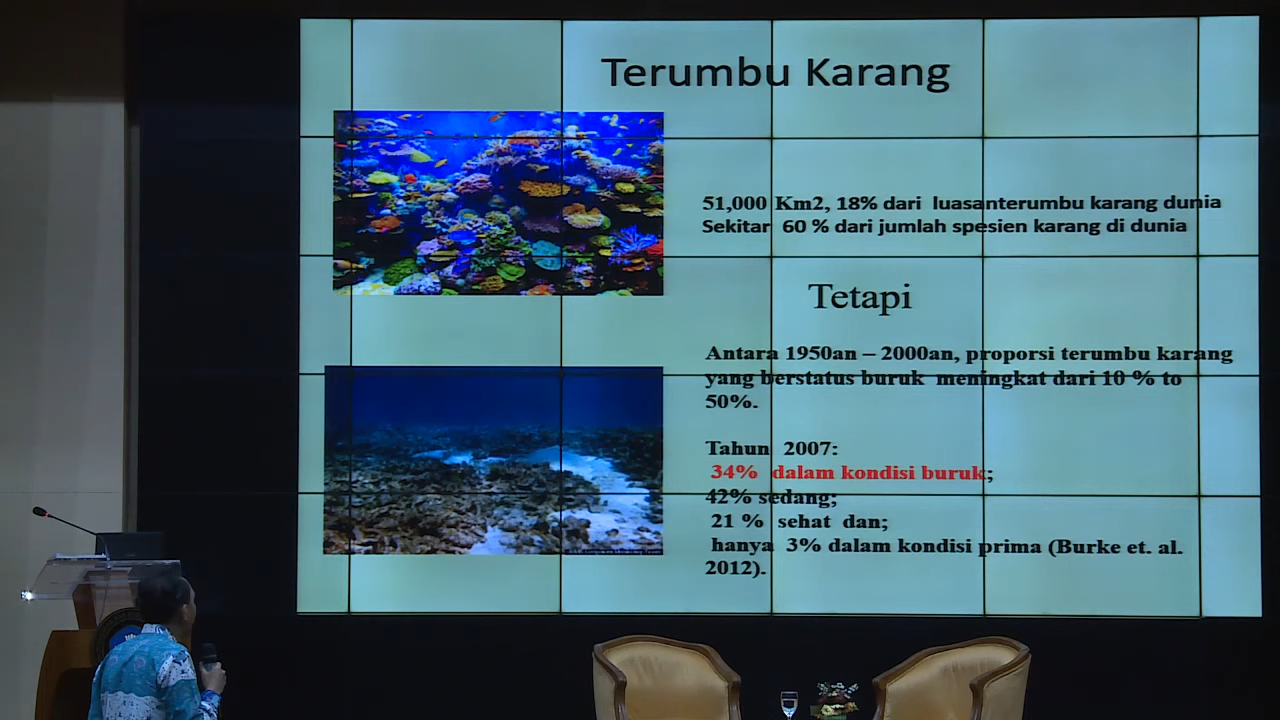 Terumbu Karang
51,000 Km2, 18% dari luasanterumbu karang dunia
Sekitar 60 % dari jumlah spesien karang di dunia
Tetapi
Antara 1950an – 2000an, proporsi terumbu karang
yang berstatus buruk meningkat dari 10 % to
50%.
Tahun 2007:
34% dalam kondisi buruk;
42% sedang;
21 % sehat dan;
hanya 3% dalam kondisi prima (Burke et. al.
2012).